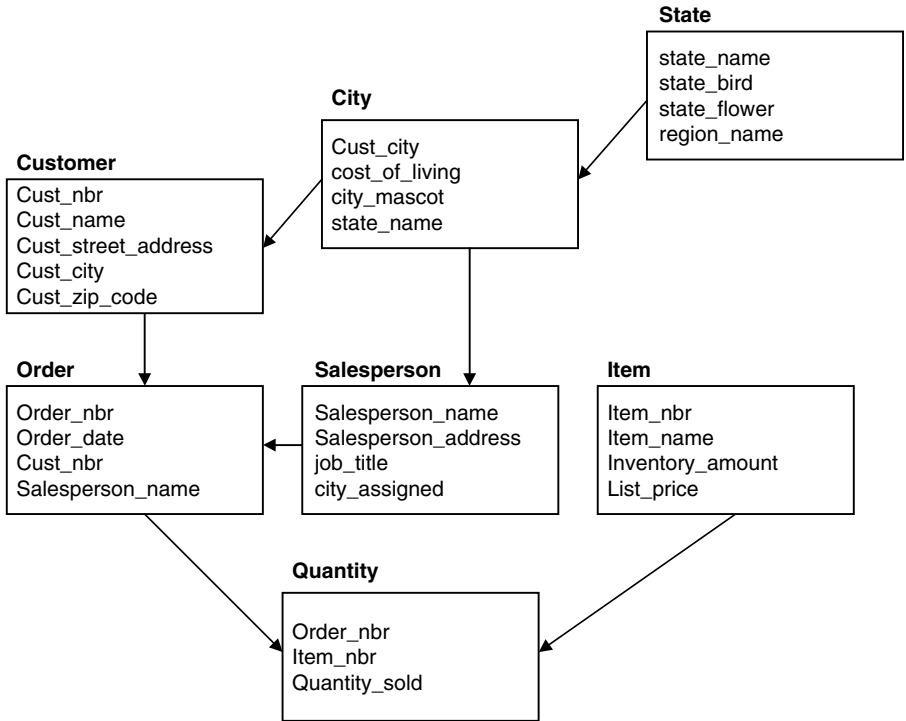 State
state_name
state_bird
state_flower
region_name
City
Cust_city
cost_of_living
city_mascot
state_name
Customer
Cust_nbr
Cust_name
Cust_street_address
Cust_city
Cust_zip_code
Order
Order_nbr
Order_date
Cust_nbr
Salesperson_name
Salesperson
Salesperson_name
Salesperson_address
job_title
city_assigned
Item
Item_nbr
Item_name
Inventory_amount
List_price
Quantity
Order_nbr
Item_nbr
Quantity_sold